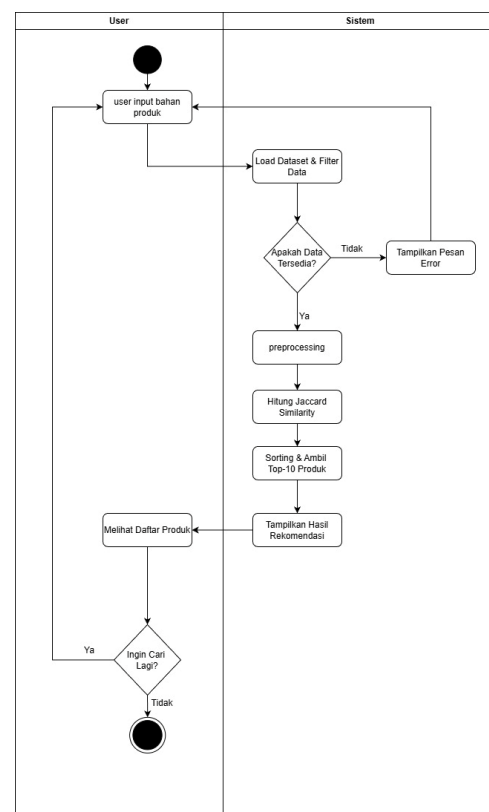 User
Sistem
user input bahan
produk
Load Dataset & Filter
Data
Apakah Data
Tersedia?
Tidak
Tampilkan Pesan
Error
Ya
preprocessing
Hitung Jaccard
Similarity
Sorting & Ambil
Top-10 Produk
Tampilkan Hasil
Rekomendasi
Melihat Daftar Produk
Ingin Cari
Lagi?
Ya
Tidak